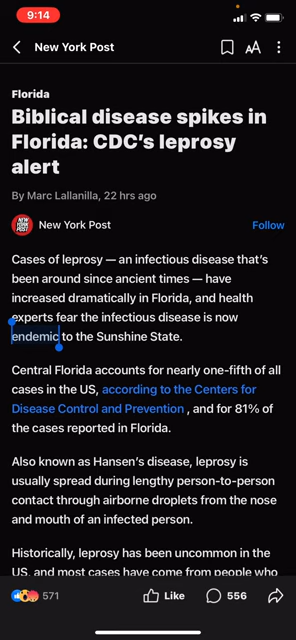 9:14
New York Post
AA
Florida
Biblical disease spikes in
Florida: CDC's leprosy
alert
By Marc Lallanilla, 22 hrs ago
NEW YORK POST
New York Post
Follow
Cases of leprosy — an infectious disease that's
been around since ancient times — have
increased dramatically in Florida, and health
experts fear the infectious disease is now
endemic to the Sunshine State.
Central Florida accounts for nearly one-fifth of all
cases in the US, according to the Centers for
Disease Control and Prevention , and for 81% of
the cases reported in Florida.
Also known as Hansen's disease, leprosy is
usually spread during lengthy person-to-person
contact through airborne droplets from the nose
and mouth of an infected person.
Historically, leprosy has been uncommon in the
US, and most cases have come from people who
571
Like
556